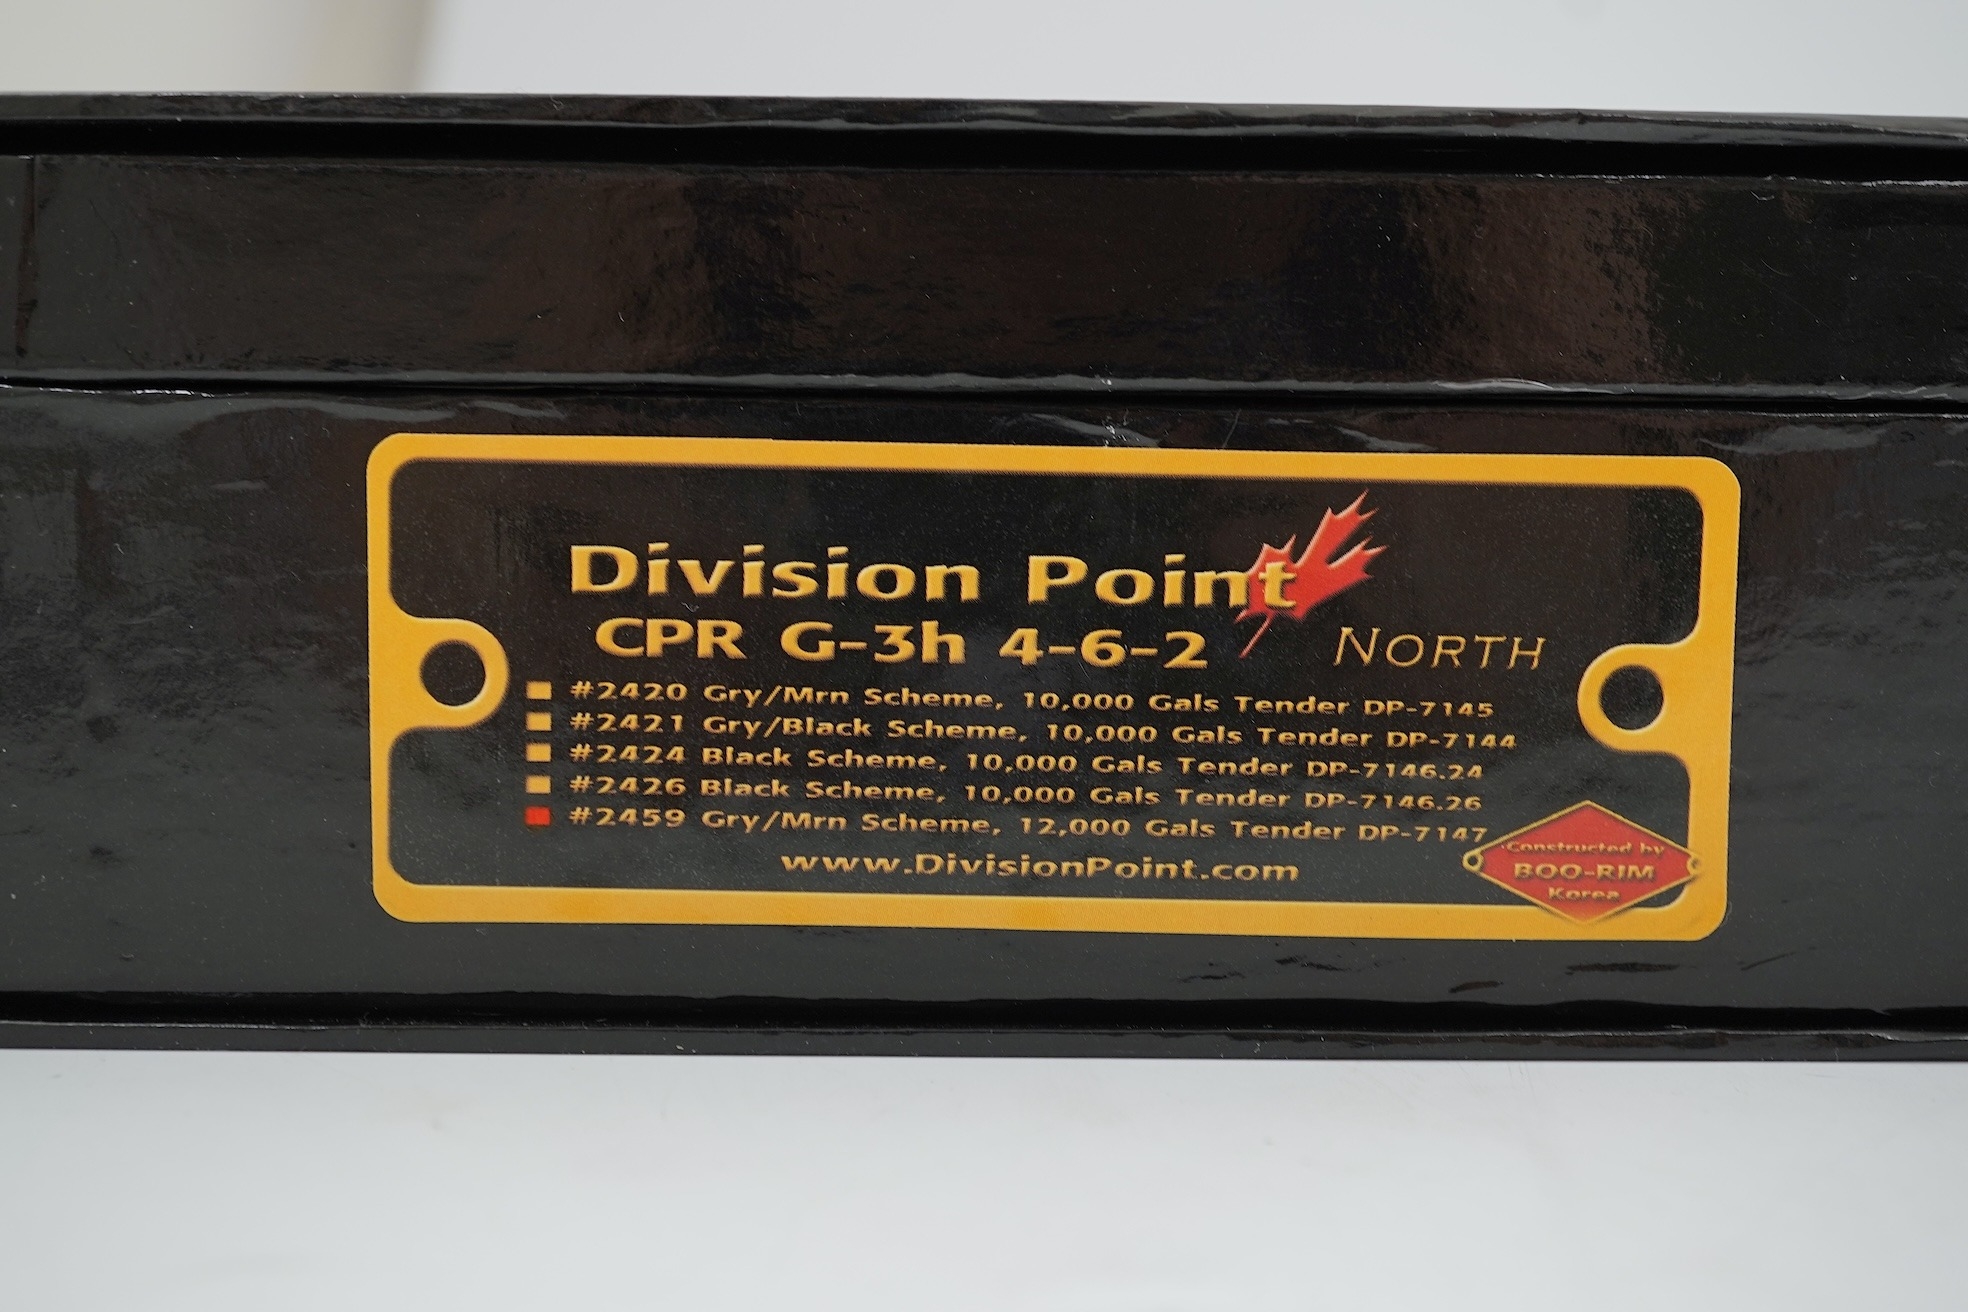 Division Point
CPR G-3h 4-6-2
NORTH
#2420 Gry/Mrn Scheme, 10,000 Gals Tender DP-7145
#2421 Gry/Black Scheme, 10,000 Gals Tender DP-7144
#2424 Black Scheme, 10,000 Gals Tender DP-7146.24
#2426 Black Scheme, 10,000 Gals Tender DP-7146.26
#2459 Gry/Mrn Scheme, 12,000 Gals Tender DP-7147
www.DivisionPoint.com
Constructed by
BOO-RIM
Korea